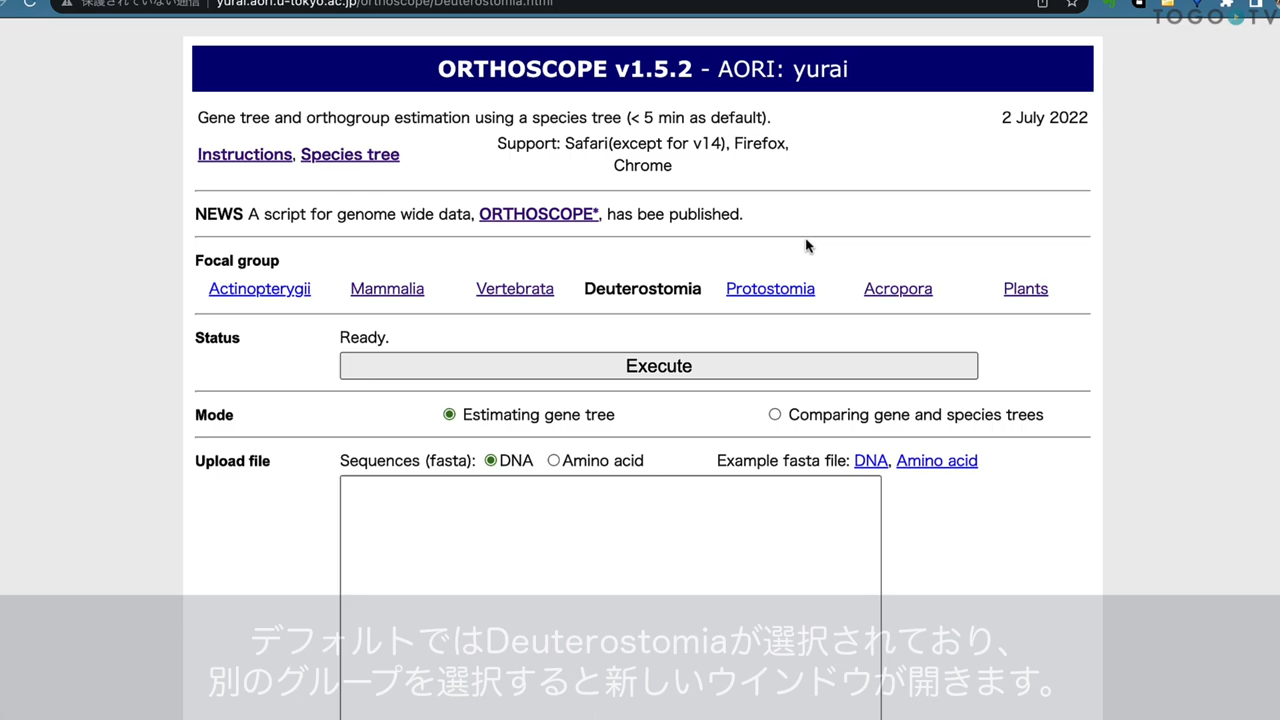 保護されていない通信 | yurai.aori.u-tokyo.ac.jp/orthoscope/Deuterostomia.html
TOGO TV
ORTHOSCOPE v1.5.2 - AORI: yurai
Gene tree and orthogroup estimation using a species tree (< 5 min as default).
2 July 2022
Instructions, Species tree
Support: Safari(except for v14), Firefox,
Chrome
NEWS A script for genome wide data, ORTHOSCOPE*, has bee published.
Focal group
Actinopterygii Mammalia Vertebrata Deuterostomia Protostomia Acropora Plants
Status Ready.
Execute
Mode Estimating gene tree Comparing gene and species trees
Upload file Sequences (fasta): DNA Amino acid Example fasta file: DNA, Amino acid
デフォルトではDeuterostomiaが選択されており、
別のグループを選択すると新しいウインドウが開きます。